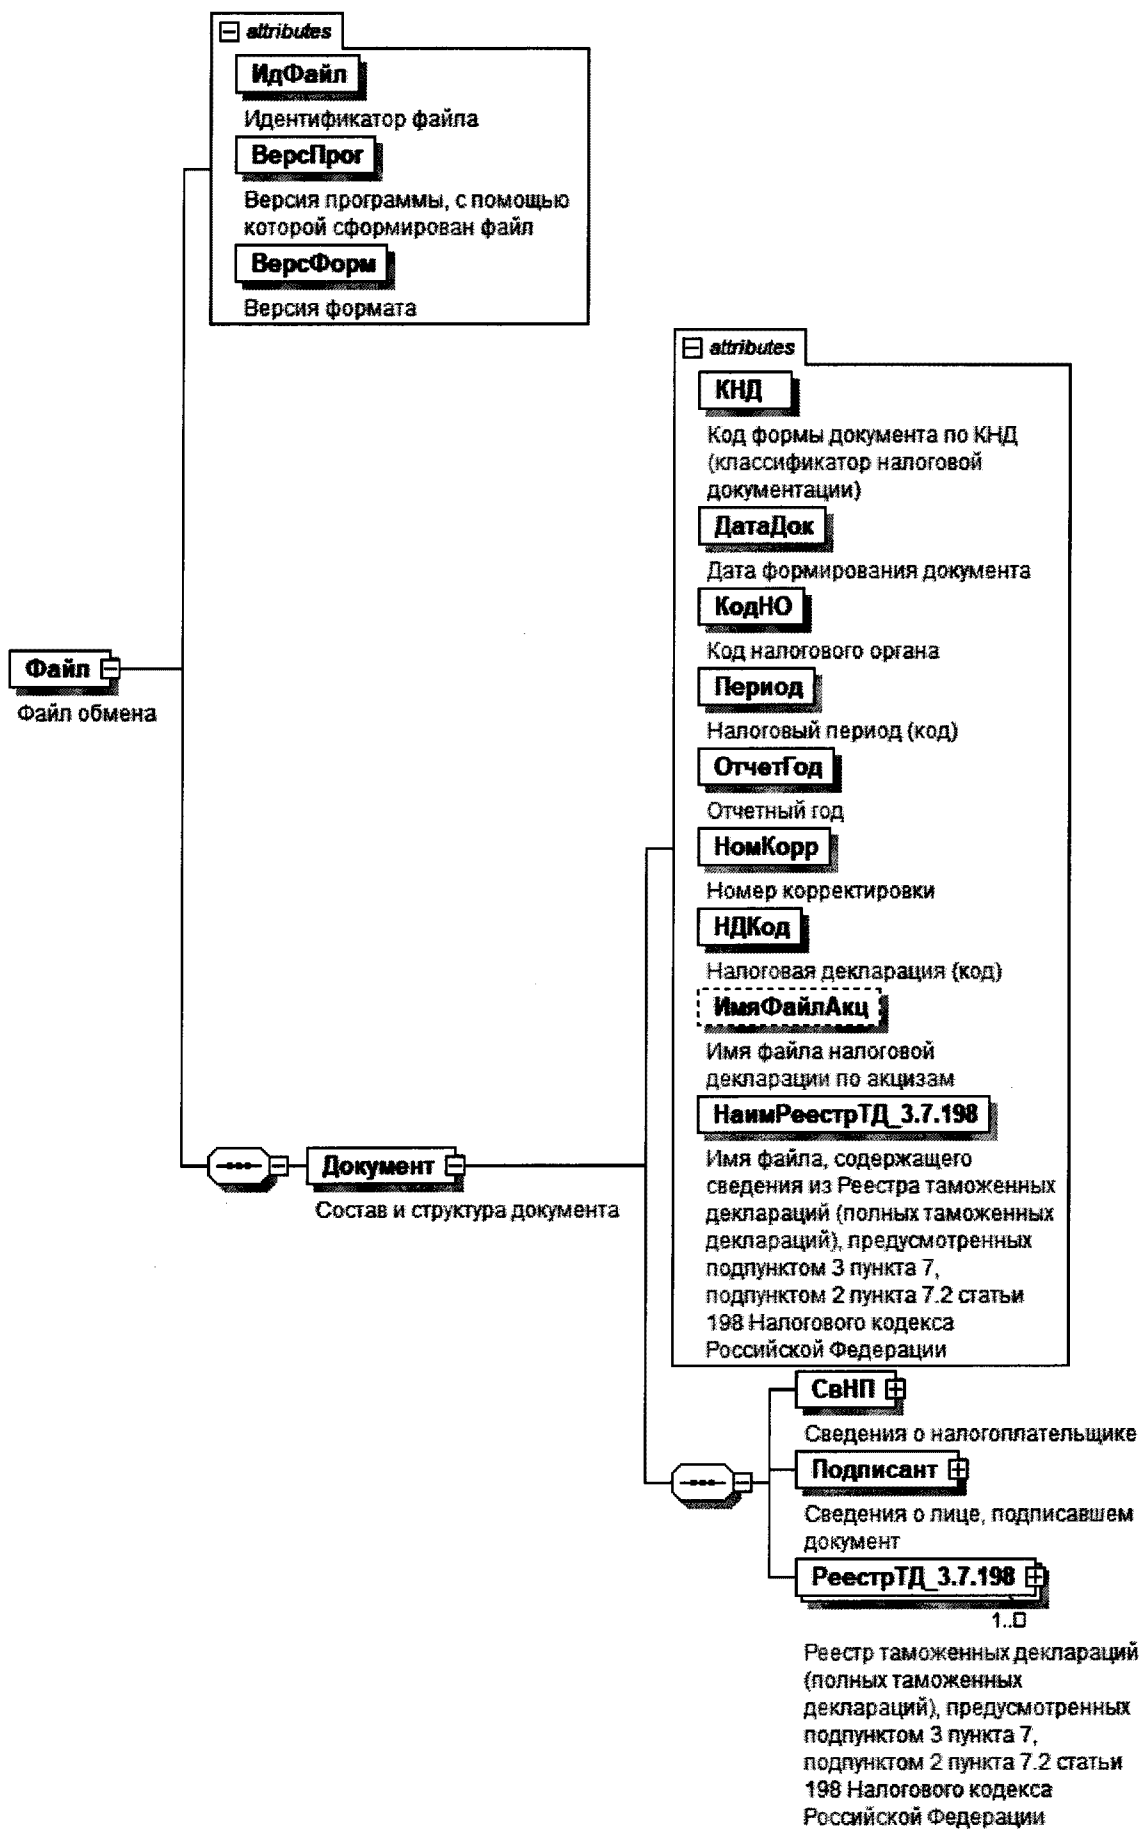 attributes
ИдФайл
Идентификатор файла
ВерсПрог
Версия программы, с помощью
которой сформирован файл
ВерсФорм
Версия формата
attributes
КНД
Код формы документа по КНД
(классификатор налоговой
документации)
ДатаДок
Дата формирования документа
КодНО
Код налогового органа
Период
Налоговый период (код)
ОтчетГод
Отчетный год
НомКорр
Номер корректировки
НДКод
Налоговая декларация (код)
ИмяФайлАкц
Имя файла налоговой
декларации по акцизам
НаимРеестрТД_3.7.198
Имя файла, содержащего
сведения из Реестра таможенных
деклараций (полных таможенных
деклараций), предусмотренных
подпунктом 3 пункта 7,
подпунктом 2 пункта 7.2 статьи
198 Налогового кодекса
Российской Федерации
Файл
Файл обмена
Документ
Состав и структура документа
СвНП
Сведения о налогоплательщике
Подписант
Сведения о лице, подписавшем
документ
РеестрТД_3.7.198
1..□
Реестр таможенных деклараций
(полных таможенных
деклараций), предусмотренных
подпунктом 3 пункта 7,
подпунктом 2 пункта 7.2 статьи
198 Налогового кодекса
Российской Федерации